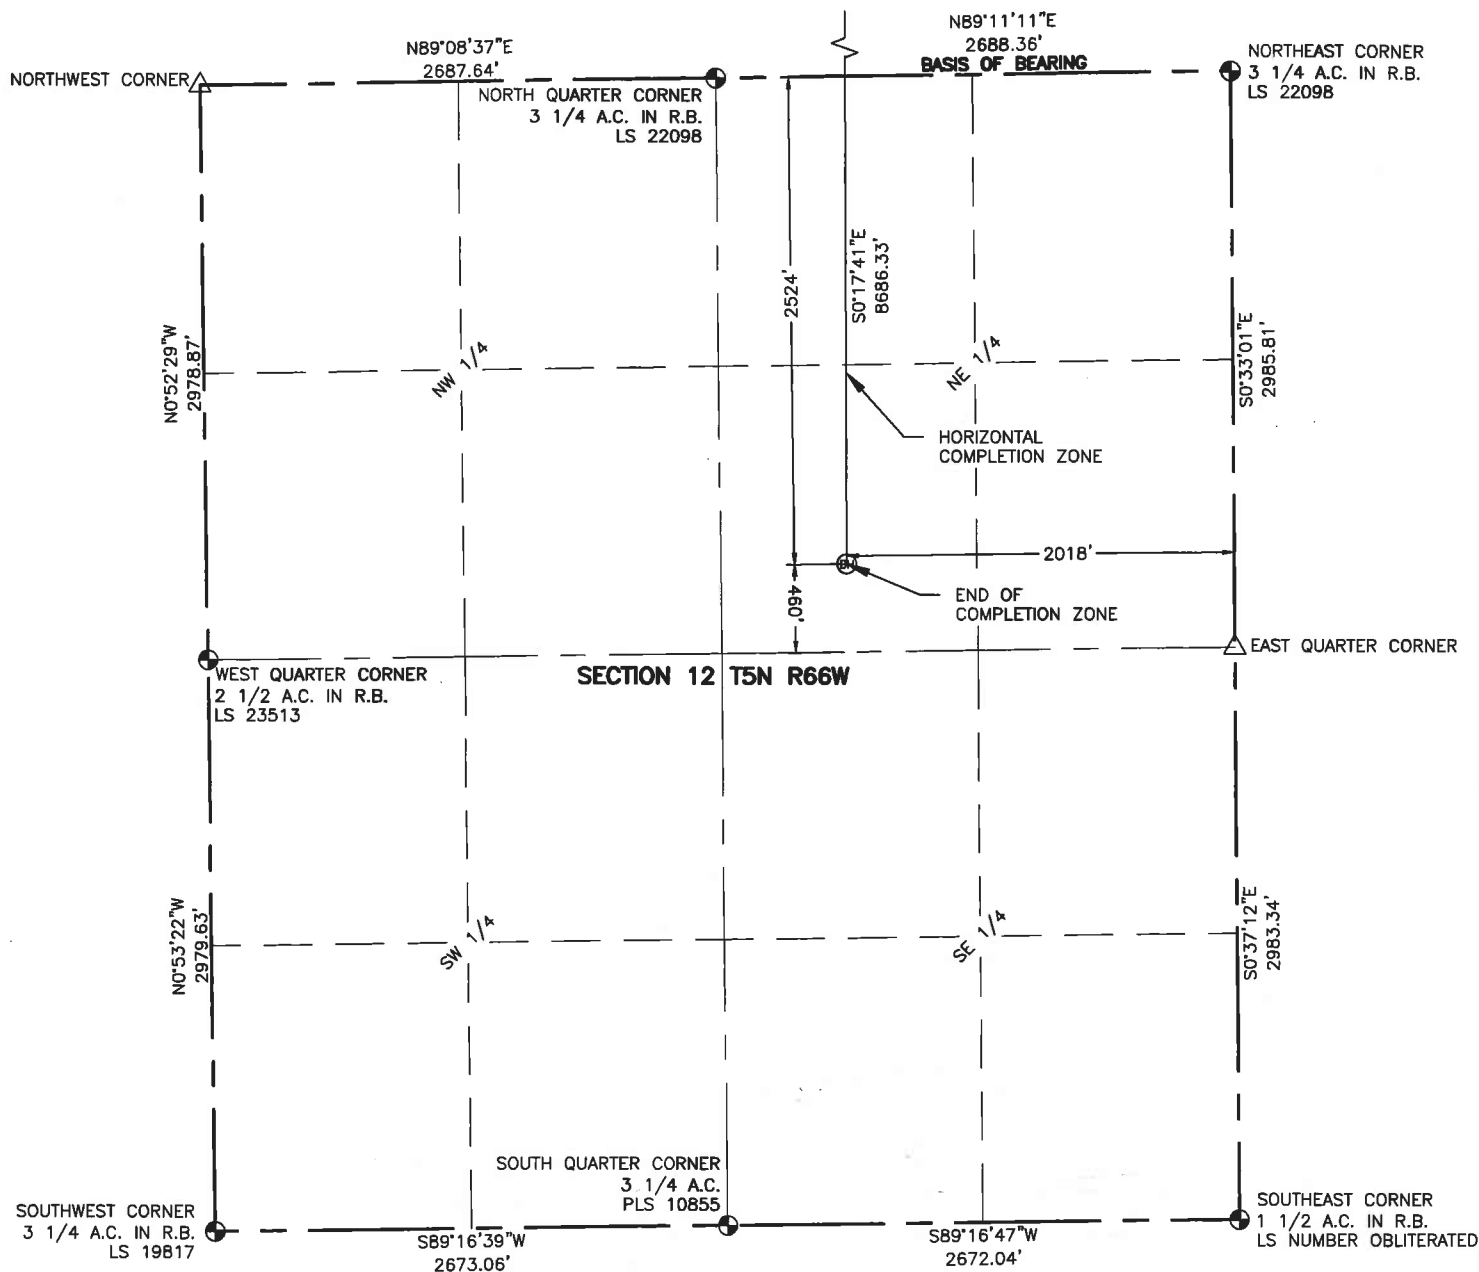 N89°11'11"E
2688.36'
BASIS OF BEARING
N89°08'37"E
2687.64'
NORTHWEST CORNER
NORTH QUARTER CORNER
3 1/4 A.C. IN R.B.
LS 22098
NORTHEAST CORNER
3 1/4 A.C. IN R.B.
LS 22098
2524'
S0°17'41"E
8686.33'
N0°52'29"W
2978.87'
NW 1/4
NE 1/4
S0°33'01"E
2985.81'
HORIZONTAL
COMPLETION ZONE
2018'
BH
END OF
COMPLETION ZONE
460'
EAST QUARTER CORNER
WEST QUARTER CORNER
2 1/2 A.C. IN R.B.
LS 23513
SECTION 12 T5N R66W
N0°53'22"W
2979.63'
SW 1/4
SE 1/4
S0°37'12"E
2983.34'
SOUTH QUARTER CORNER
3 1/4 A.C.
PLS 10855
SOUTHWEST CORNER
3 1/4 A.C. IN R.B.
LS 19817
SOUTHEAST CORNER
1 1/2 A.C. IN R.B.
LS NUMBER OBLITERATED
S89°16'39"W
2673.06'
S89°16'47"W
2672.04'